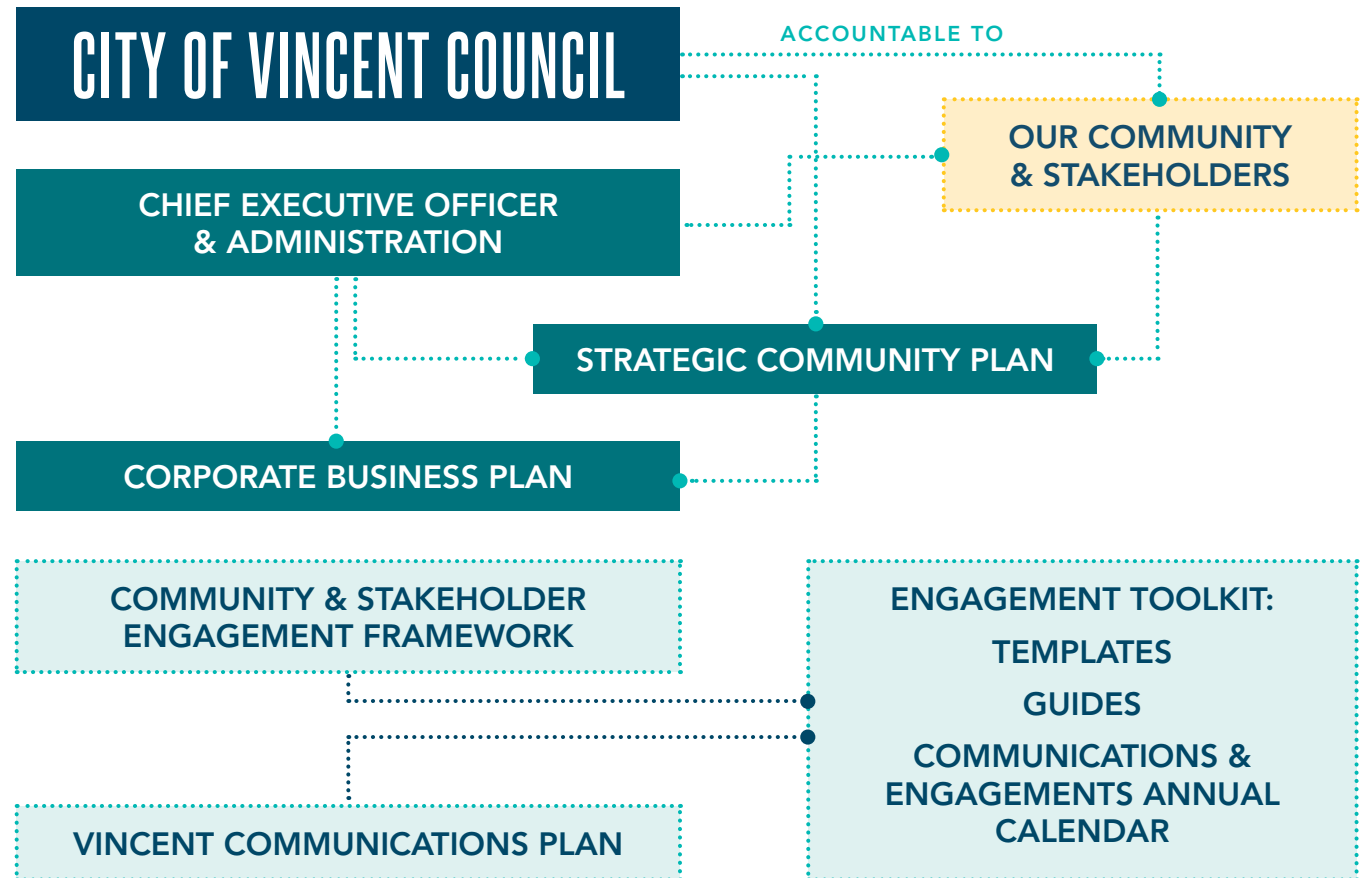 CITY OF VINCENT COUNCIL
ACCOUNTABLE TO
OUR COMMUNITY
& STAKEHOLDERS
CHIEF EXECUTIVE OFFICER
& ADMINISTRATION
STRATEGIC COMMUNITY PLAN
CORPORATE BUSINESS PLAN
COMMUNITY & STAKEHOLDER
ENGAGEMENT FRAMEWORK
ENGAGEMENT TOOLKIT:
TEMPLATES
GUIDES
COMMUNICATIONS &
ENGAGEMENTS ANNUAL
CALENDAR
VINCENT COMMUNICATIONS PLAN